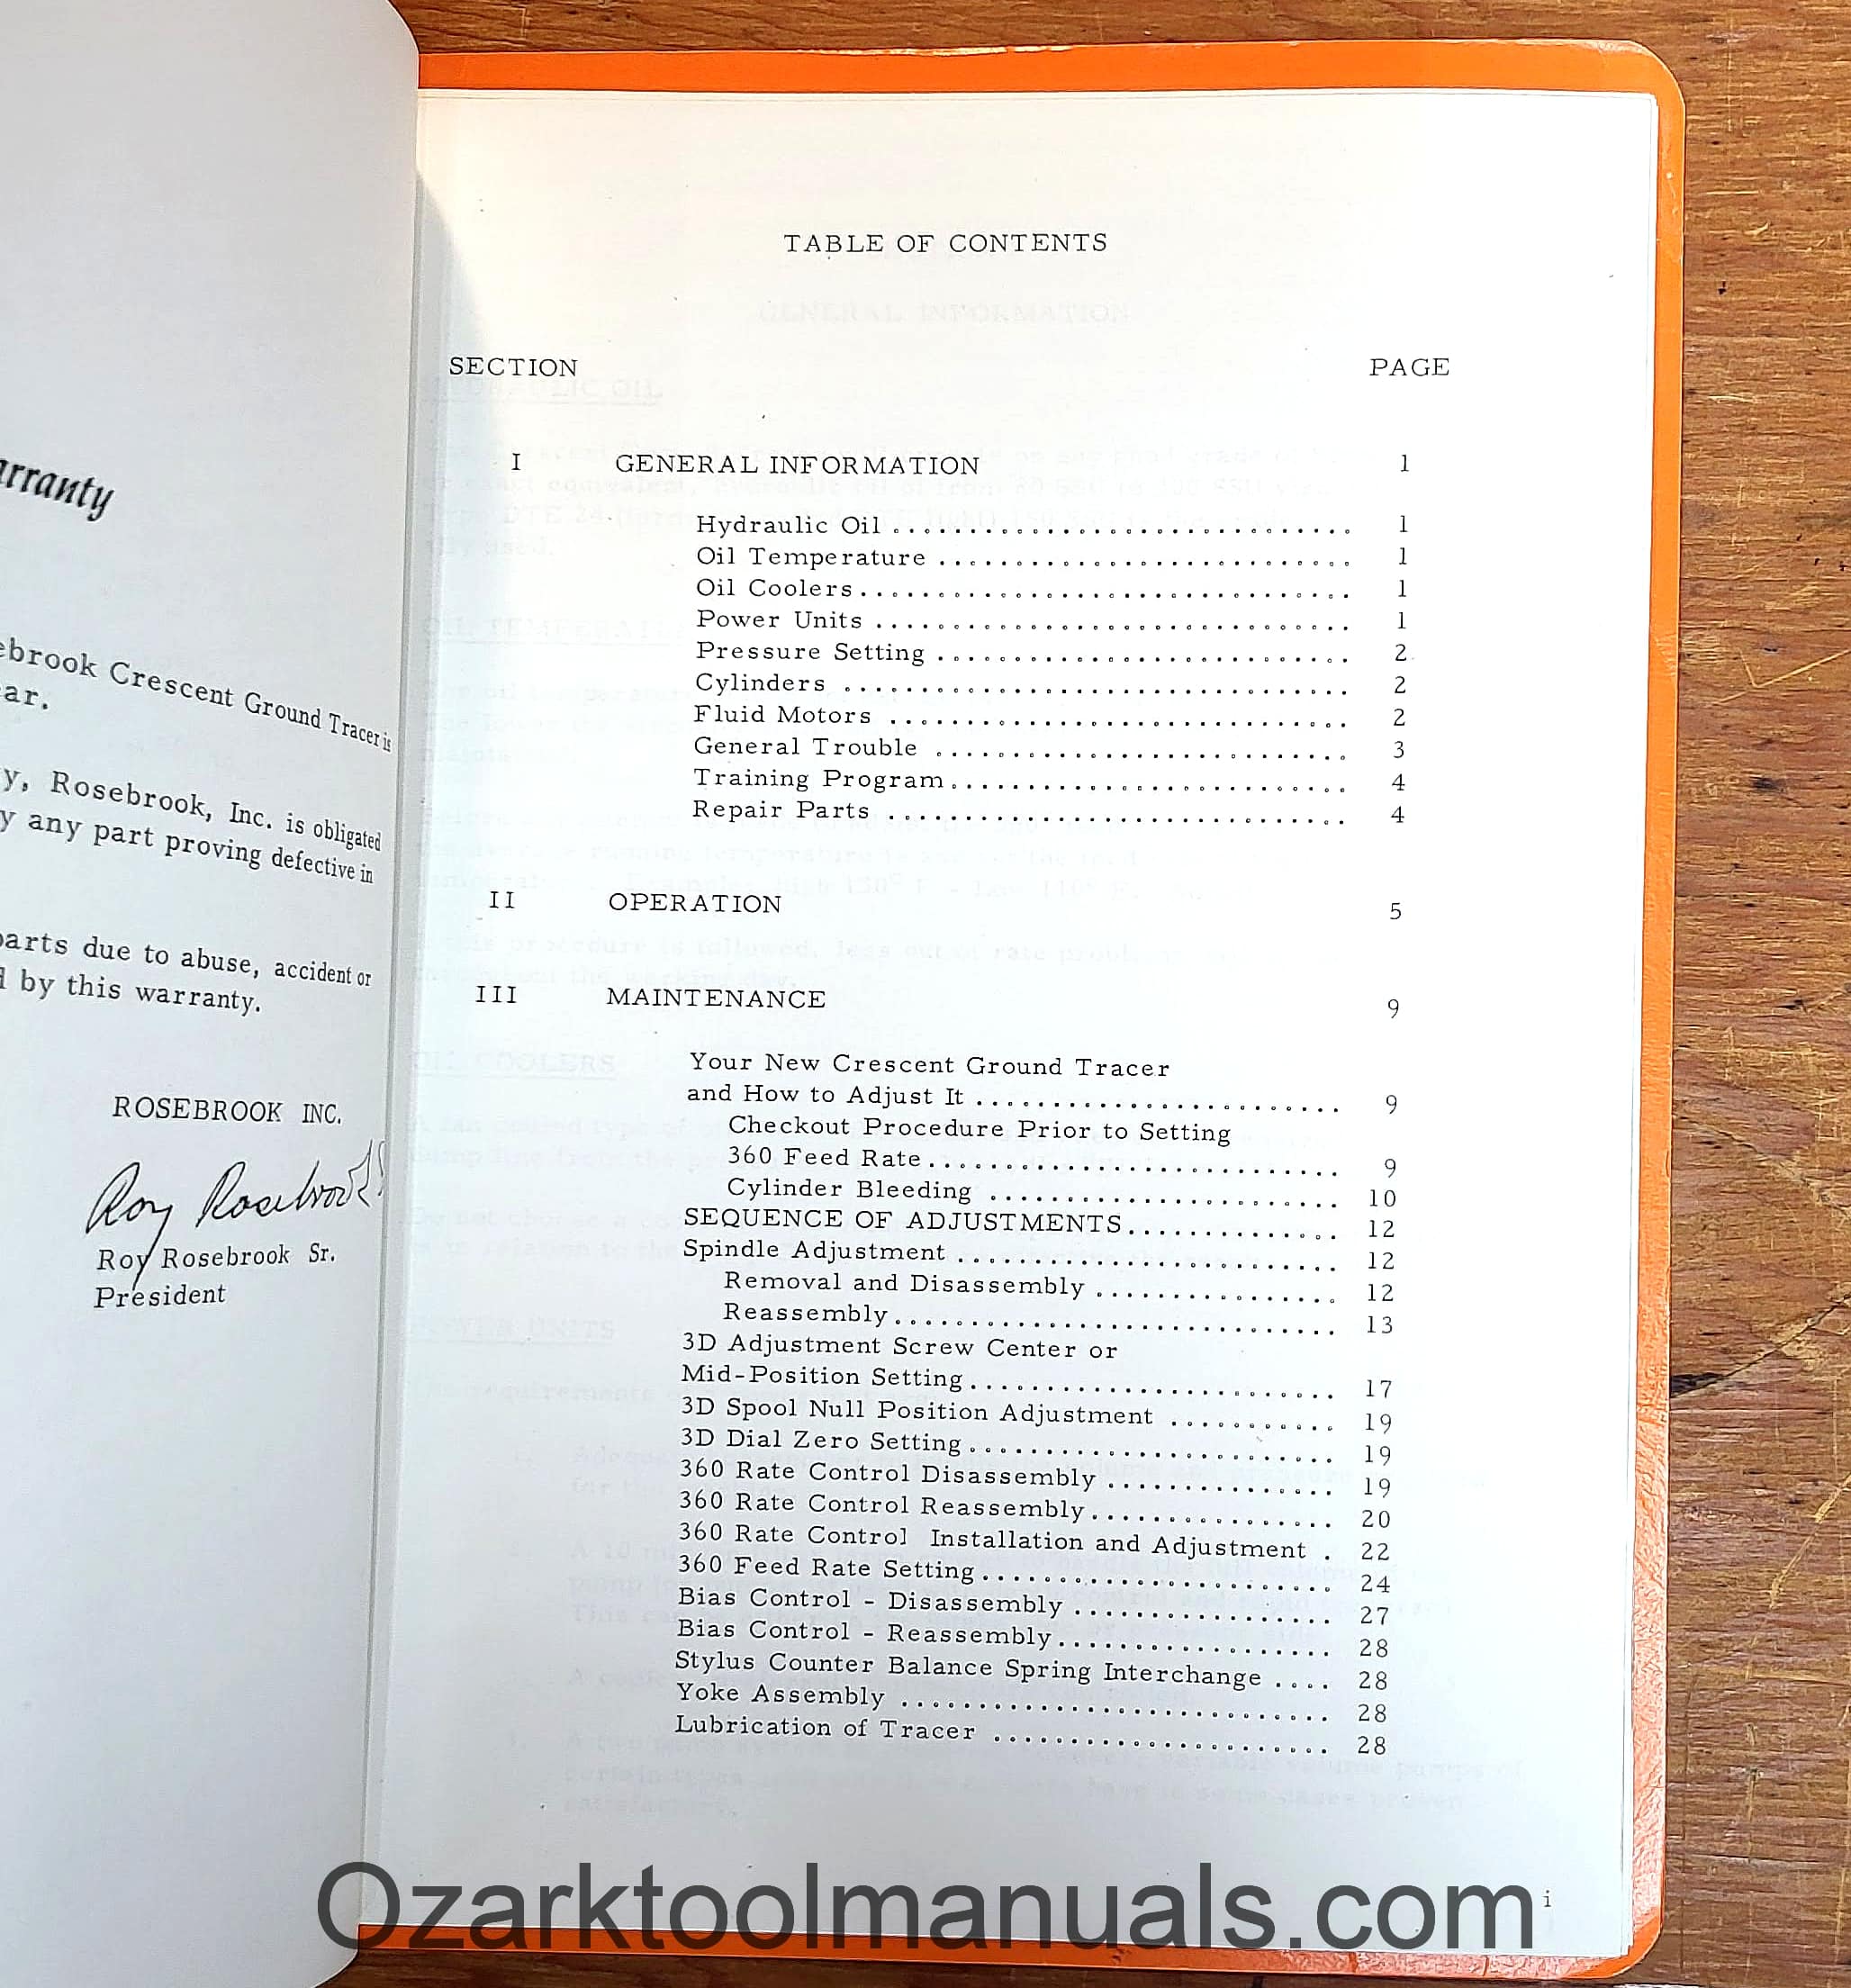 arranty
ebrook Crescent Ground Tracer is
ar.
y, Rosebrook, Inc. is obligated
y any part proving defective in
parts due to abuse, accident or
d by this warranty.
ROSEBROOK INC.
Roy Rosebrook Sr.
Roy Rosebrook Sr.
President
TABLE OF CONTENTS
SECTION PAGE
I GENERAL INFORMATION 1
Hydraulic Oil . . . . . . . . . . 1
Oil Temperature . . . . . . . . . . 1
Oil Coolers . . . . . . . . . . 1
Power Units . . . . . . . . . . 1
Pressure Setting . . . . . . . . . . 2
Cylinders . . . . . . . . . . 2
Fluid Motors . . . . . . . . . . 2
General Trouble . . . . . . . . . . 3
Training Program . . . . . . . . . . 4
Repair Parts . . . . . . . . . . 4
II OPERATION 5
III MAINTENANCE 9
Your New Crescent Ground Tracer
and How to Adjust It . . . . . . . . . . 9
Checkout Procedure Prior to Setting
360 Feed Rate . . . . . . . . . . 9
Cylinder Bleeding . . . . . . . . . . 10
SEQUENCE OF ADJUSTMENTS . . . . . . . . . . 12
Spindle Adjustment . . . . . . . . . . 12
Removal and Disassembly . . . . . . . . . . 12
Reassembly . . . . . . . . . . 13
3D Adjustment Screw Center or
Mid-Position Setting . . . . . . . . . . 17
3D Spool Null Position Adjustment . . . . . . . . . . 19
3D Dial Zero Setting . . . . . . . . . . 19
360 Rate Control Disassembly . . . . . . . . . . 19
360 Rate Control Reassembly . . . . . . . . . . 20
360 Rate Control Installation and Adjustment . 22
360 Feed Rate Setting . . . . . . . . . . 24
Bias Control - Disassembly . . . . . . . . . . 27
Bias Control - Reassembly . . . . . . . . . . 28
Stylus Counter Balance Spring Interchange . . . . 28
Yoke Assembly . . . . . . . . . . 28
Lubrication of Tracer . . . . . . . . . . 28
i
Ozarktoolmanuals.com